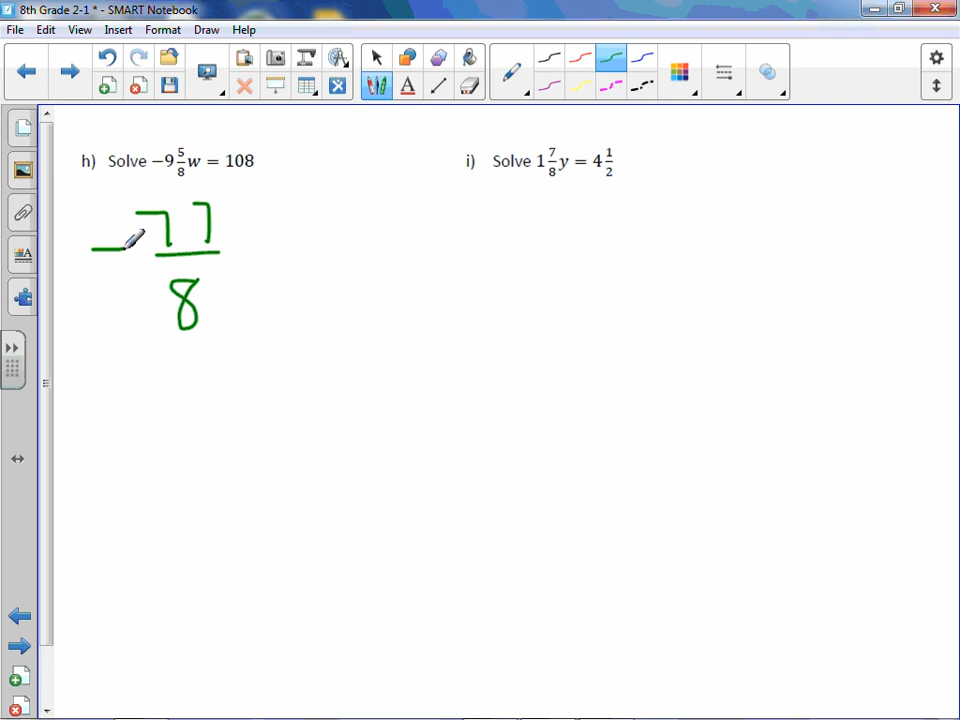 8th Grade 2-1 * - SMART Notebook
File Edit View Insert Format Draw Help
h) Solve −9 5/8 w = 108
i) Solve 1 7/8 y = 4 1/2
− 77
8